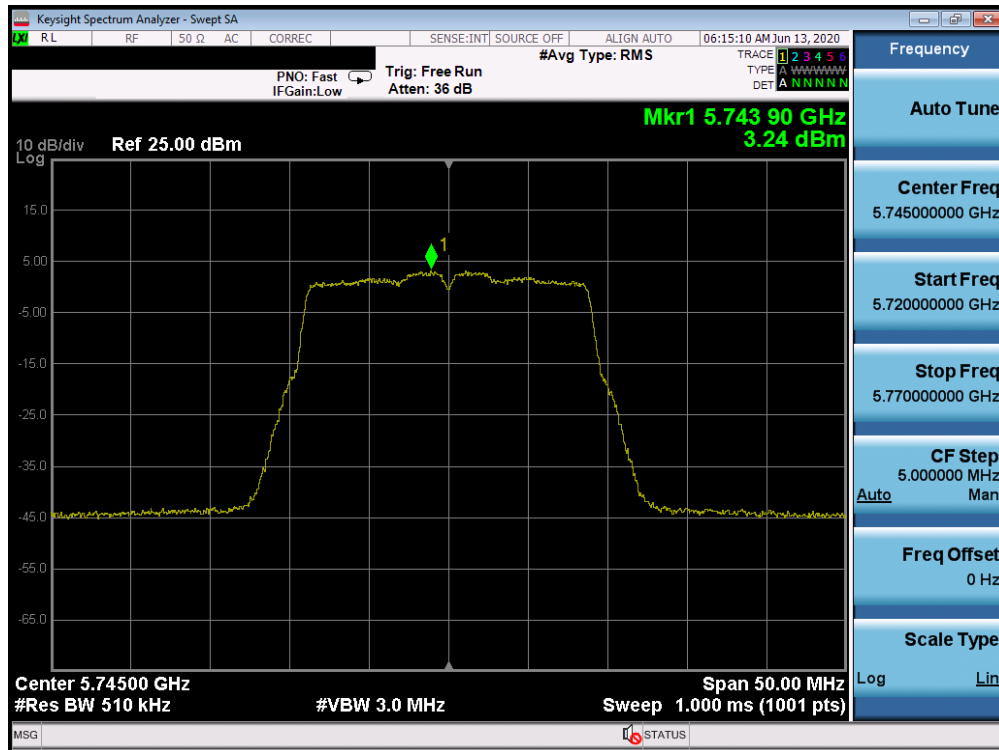 Keysight Spectrum Analyzer - Swept SA
LXI RL RF 50 Ω AC CORREC SENSE:INT SOURCE OFF ALIGN AUTO 06:15:10 AM Jun 13, 2020
#Avg Type: RMS
TRACE 1 2 3 4 5 6
TYPE A WWWWW
DET A N N N N N
PNO: Fast
IFGain:Low
Trig: Free Run
Atten: 36 dB
Mkr1 5.743 90 GHz
3.24 dBm
10 dB/div
Log
Ref 25.00 dBm
15.0
5.00
-5.00
-15.0
-25.0
-35.0
-45.0
-55.0
-65.0
1
Center 5.74500 GHz
#Res BW 510 kHz
#VBW 3.0 MHz
Span 50.00 MHz
Sweep 1.000 ms (1001 pts)
MSG
STATUS
Frequency
Auto Tune
Center Freq
5.745000000 GHz
Start Freq
5.720000000 GHz
Stop Freq
5.770000000 GHz
CF Step
5.000000 MHz
Auto Man
Freq Offset
0 Hz
Scale Type
Log Lin